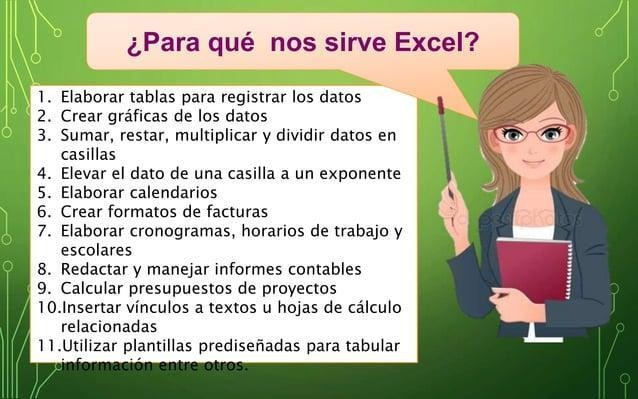 ¿Para qué nos sirve Excel?
1. Elaborar tablas para registrar los datos
2. Crear gráficas de los datos
3. Sumar, restar, multiplicar y dividir datos en
casillas
4. Elevar el dato de una casilla a un exponente
5. Elaborar calendarios
6. Crear formatos de facturas
7. Elaborar cronogramas, horarios de trabajo y
escolares
8. Redactar y manejar informes contables
9. Calcular presupuestos de proyectos
10.Insertar vínculos a textos u hojas de cálculo
relacionadas
11.Utilizar plantillas prediseñadas para tabular
información entre otros.